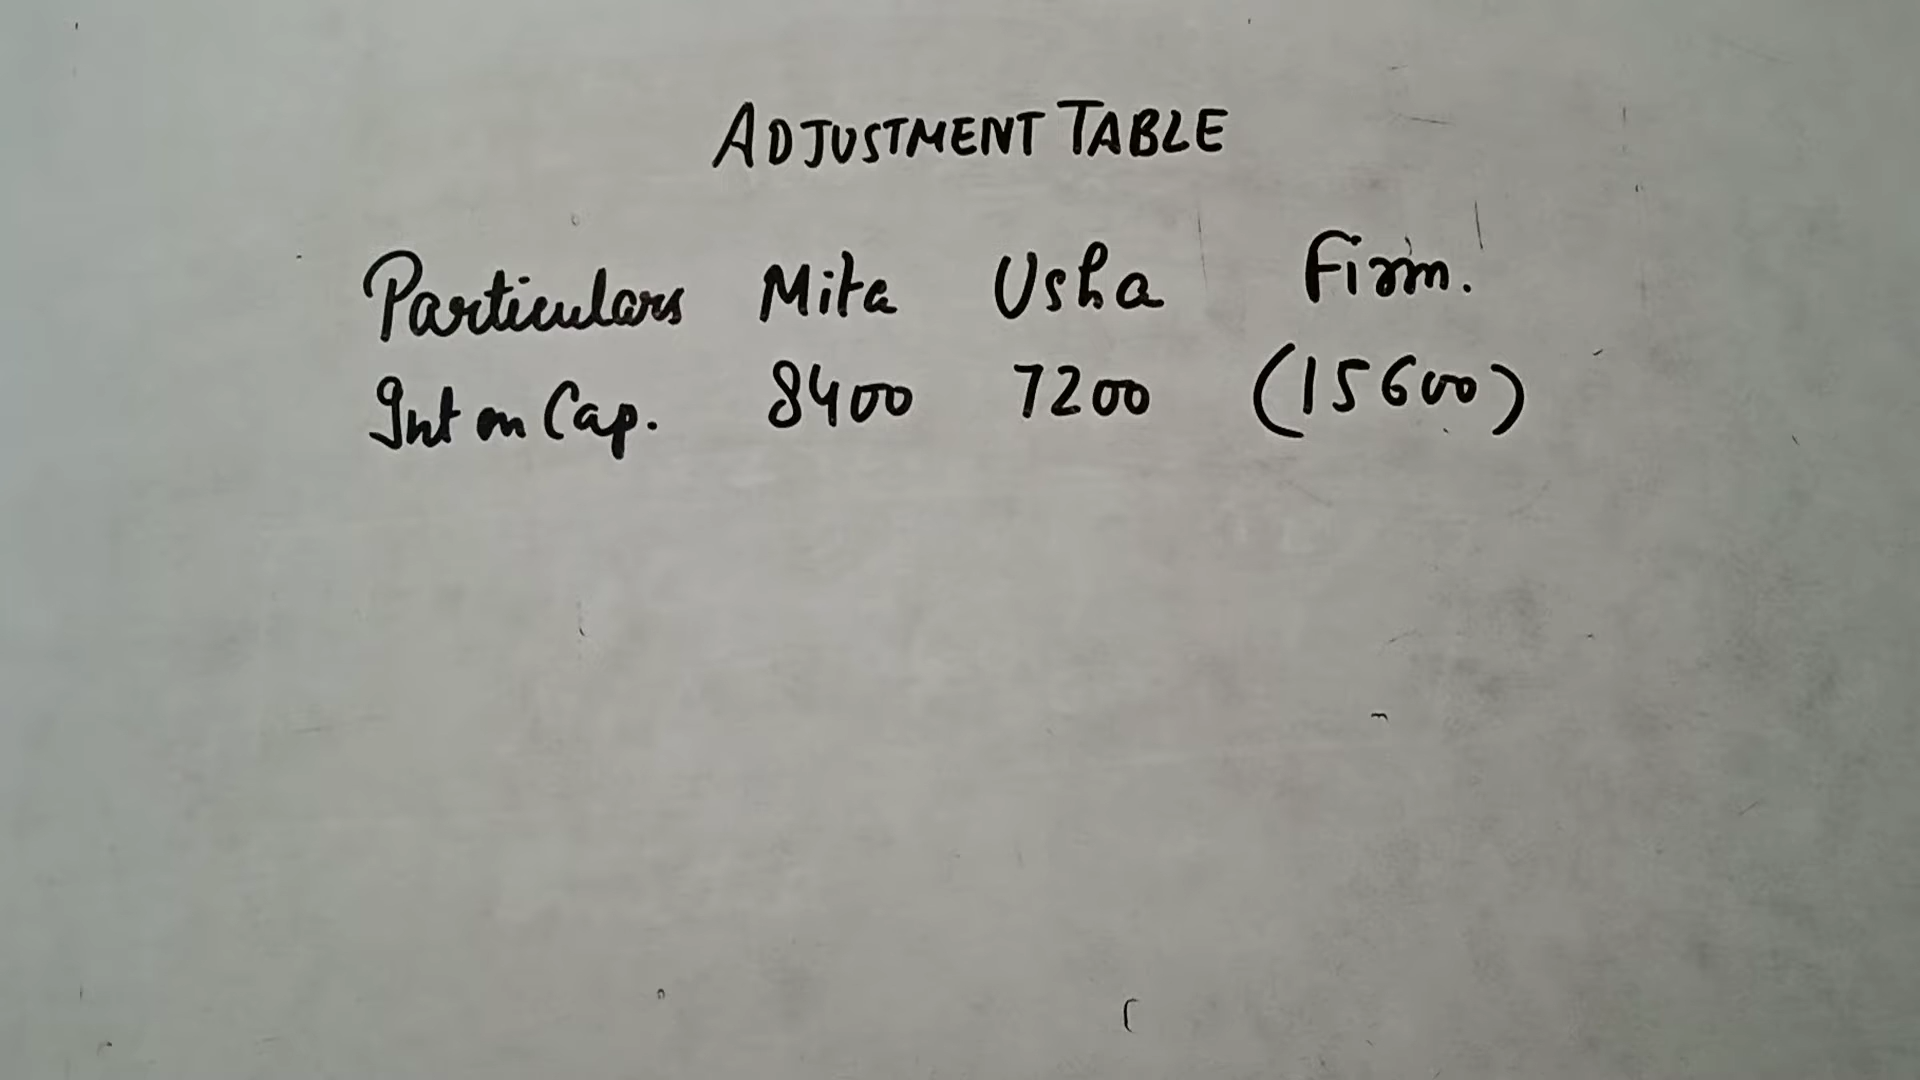 ADJUSTMENT TABLE
Particulars Mita Usha Firm.
Int on Cap. 8400 7200 (15600)